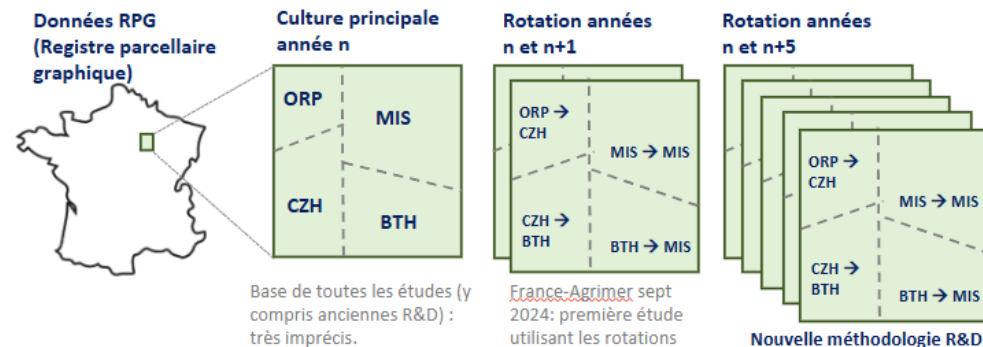 Données RPG
(Registre parcellaire
graphique)
Culture principale
année n
Rotation années
n et n+1
Rotation années
n et n+5
ORP
MIS
CZH
BTH
ORP →
CZH
MIS → MIS
CZH →
BTH
BTH → MIS
ORP →
CZH
MIS → MIS
CZH →
BTH
BTH → MIS
Base de toutes les études (y
compris anciennes R&D) :
très imprécis.
France-Agrimer sept
2024: première étude
utilisant les rotations
Nouvelle méthodologie R&D